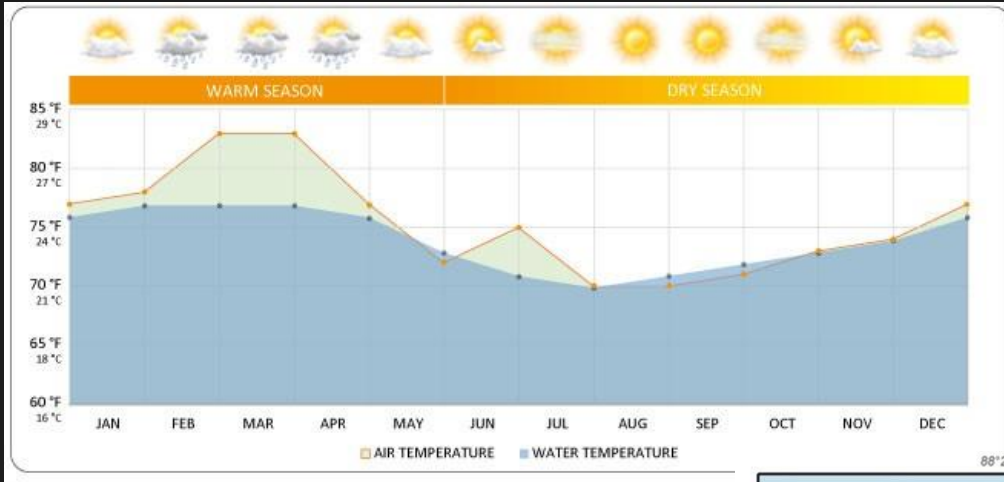 WARM SEASON DRY SEASON
85 °F
29 °C
80 °F
27 °C
75 °F
24 °C
70 °F
21 °C
65 °F
18 °C
60 °F
16 °C
JAN FEB MAR APR MAY JUN JUL AUG SEP OCT NOV DEC
AIR TEMPERATURE WATER TEMPERATURE